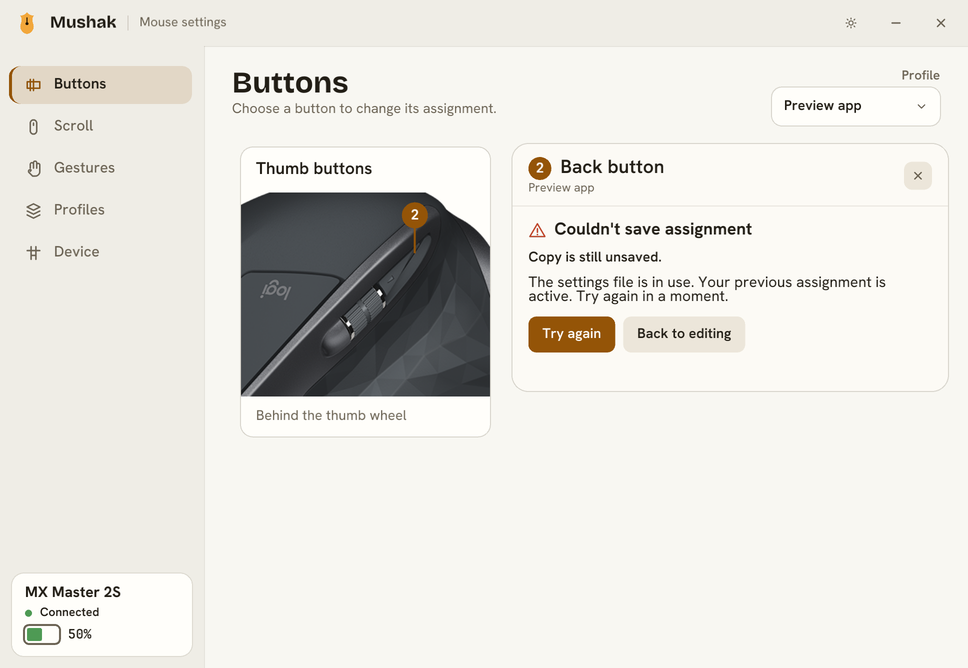 Mushak
Mouse settings
Buttons
Scroll
Gestures
Profiles
Device
MX Master 2S
Connected
50%
Buttons
Choose a button to change its assignment.
Profile
Preview app
Thumb buttons
2
logi
Behind the thumb wheel
2 Back button
Preview app
Couldn't save assignment
Copy is still unsaved.
The settings file is in use. Your previous assignment is
active. Try again in a moment.
Try again
Back to editing